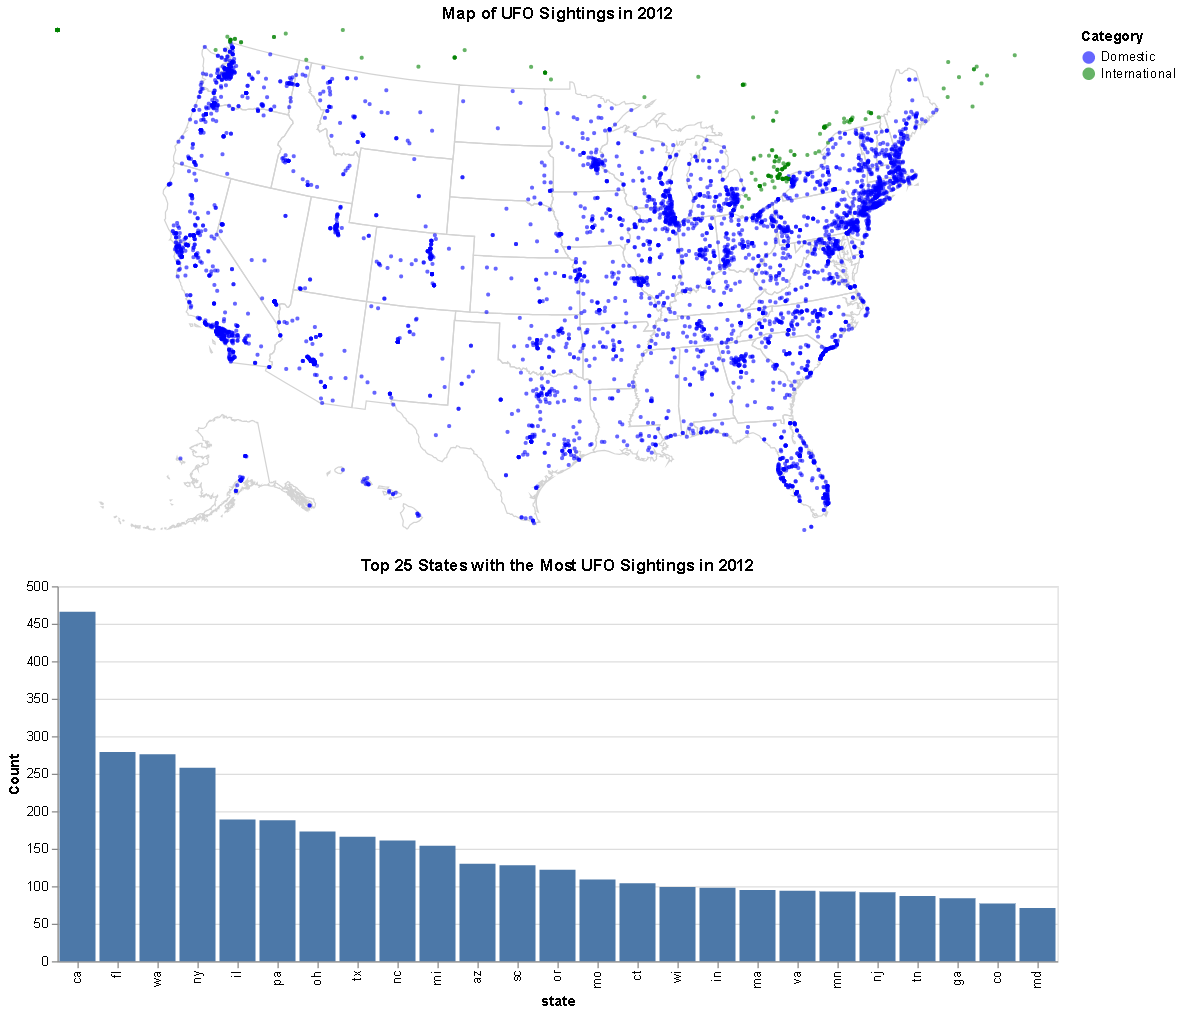 Map of UFO Sightings in 2012
Category
Domestic
International
Top 25 States with the Most UFO Sightings in 2012
500
450
400
350
300
250
200
150
100
50
0
Count
ca fl wa ny il pa oh tx nc mi az sc or mo ct wi in ma va mn nj tn ga co md
state